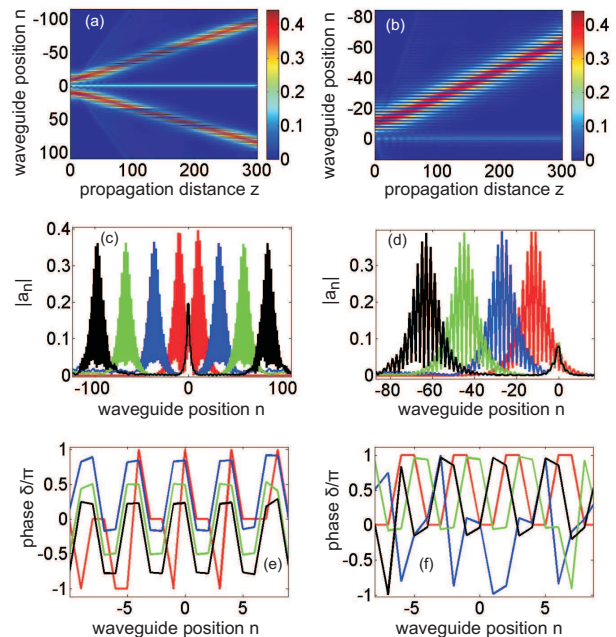 (a)
waveguide position n
-100
-50
0
50
100
0 100 200 300
propagation distance z
0.4
0.3
0.2
0.1
0
(b)
waveguide position n
-80
-60
-40
-20
0
0 100 200 300
propagation distance z
0.4
0.3
0.2
0.1
0
(c)
|aₙ|
0.4
0.3
0.2
0.1
0
-100 0 100
waveguide position n
(d)
|aₙ|
0.3
0.2
0.1
0
-80 -60 -40 -20 0
waveguide position n
(e)
phase δ/π
1
0.5
0
-0.5
-1
-5 0 5
waveguide position n
(f)
phase δ/π
1
0.5
0
-0.5
-1
-5 0 5
waveguide position n